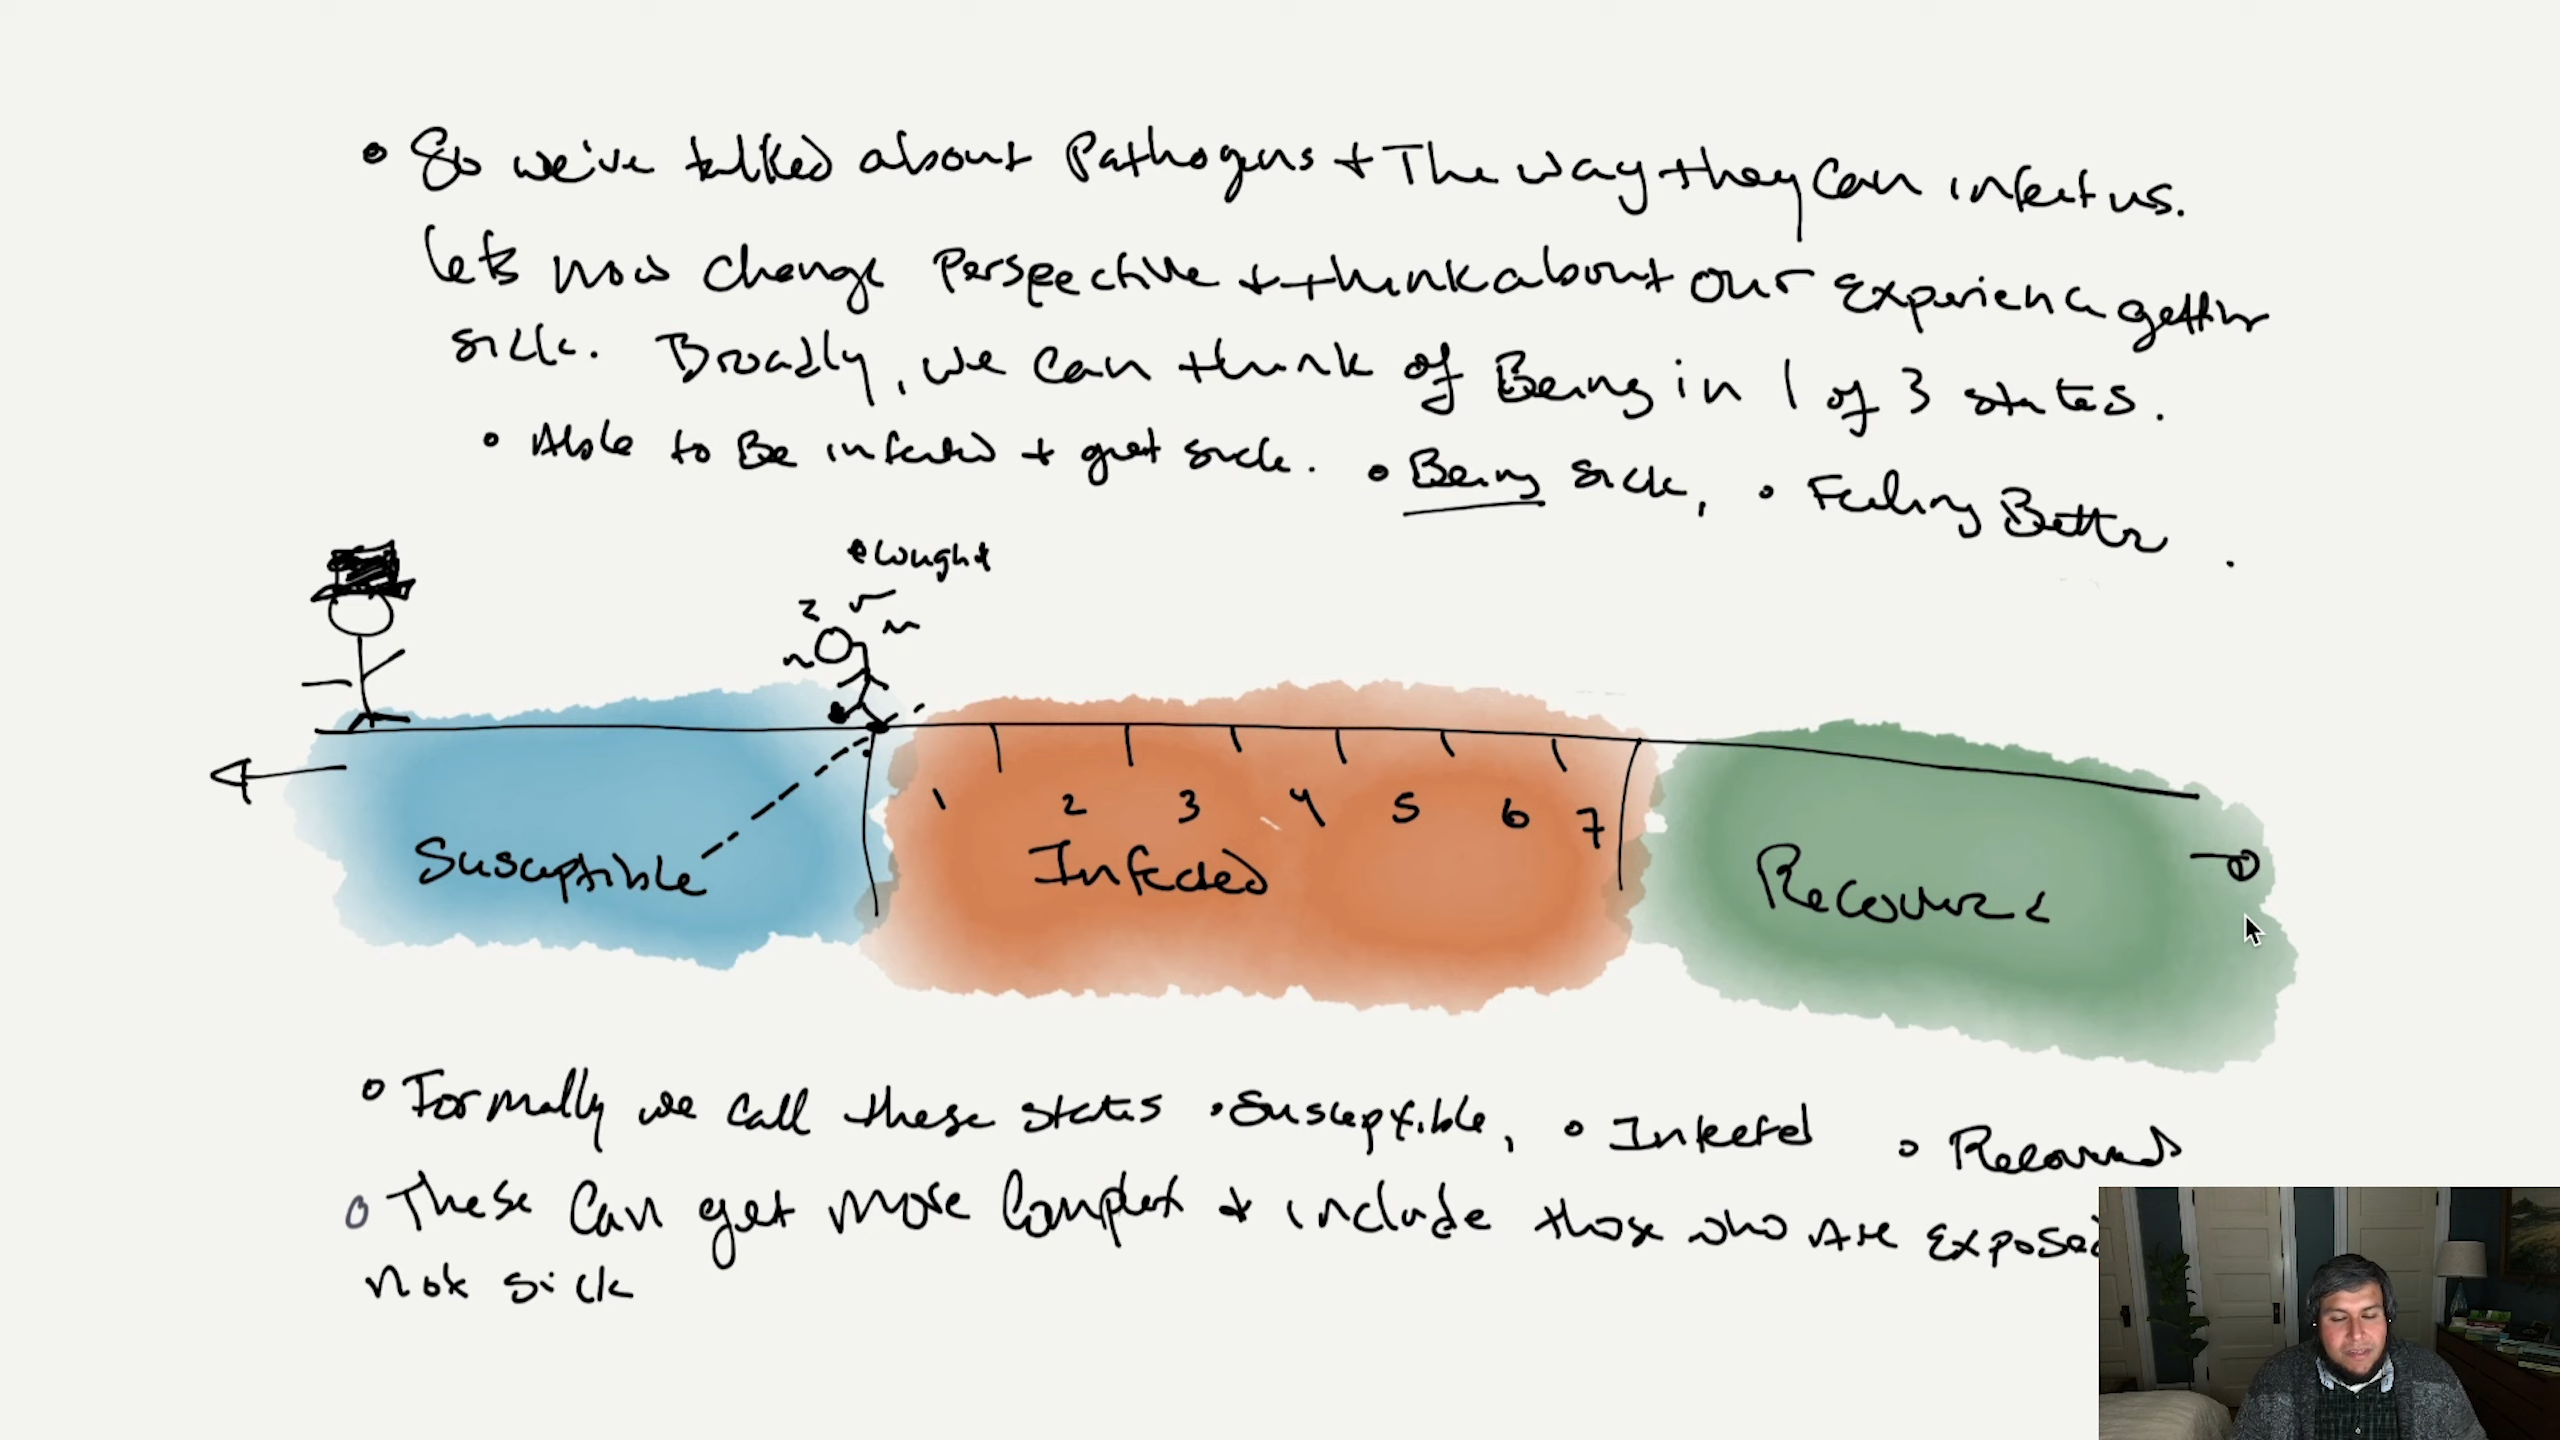 • So we've talked about Pathogens + The way they can infect us.
lets now change Perspective + think about our Experience getting
sick. Broadly, we can think of Being in 1 of 3 states.
• Able to Be infected + get sick. • Being sick, • Feeling Better.
Cought
Susceptible
1 2 3 4 5 6 7
Infected
Recovered
• Formally we call these states • Susceptible, • Infected • Recovered
• These can get more Complex + include those who are Exposed
not sick